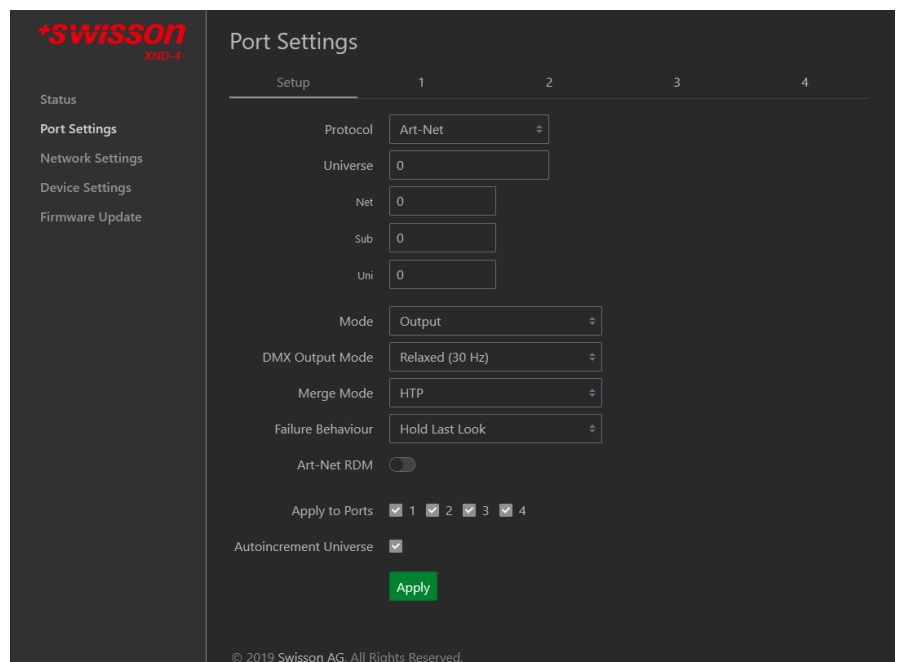 +swisson
XND-4
Status
Port Settings
Network Settings
Device Settings
Firmware Update
Port Settings
Setup 1 2 3 4
Protocol Art-Net
Universe 0
Net 0
Sub 0
Uni 0
Mode Output
DMX Output Mode Relaxed (30 Hz)
Merge Mode HTP
Failure Behaviour Hold Last Look
Art-Net RDM
Apply to Ports 1 2 3 4
Autoincrement Universe
Apply
© 2019 Swisson AG. All Rights Reserved.